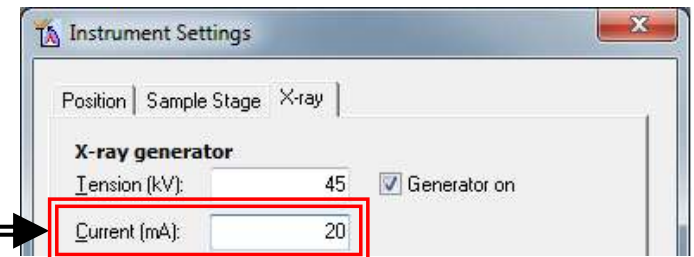 Instrument Settings
Position Sample Stage X-ray
X-ray generator
Tension (kV): 45 Generator on
Current (mA): 20